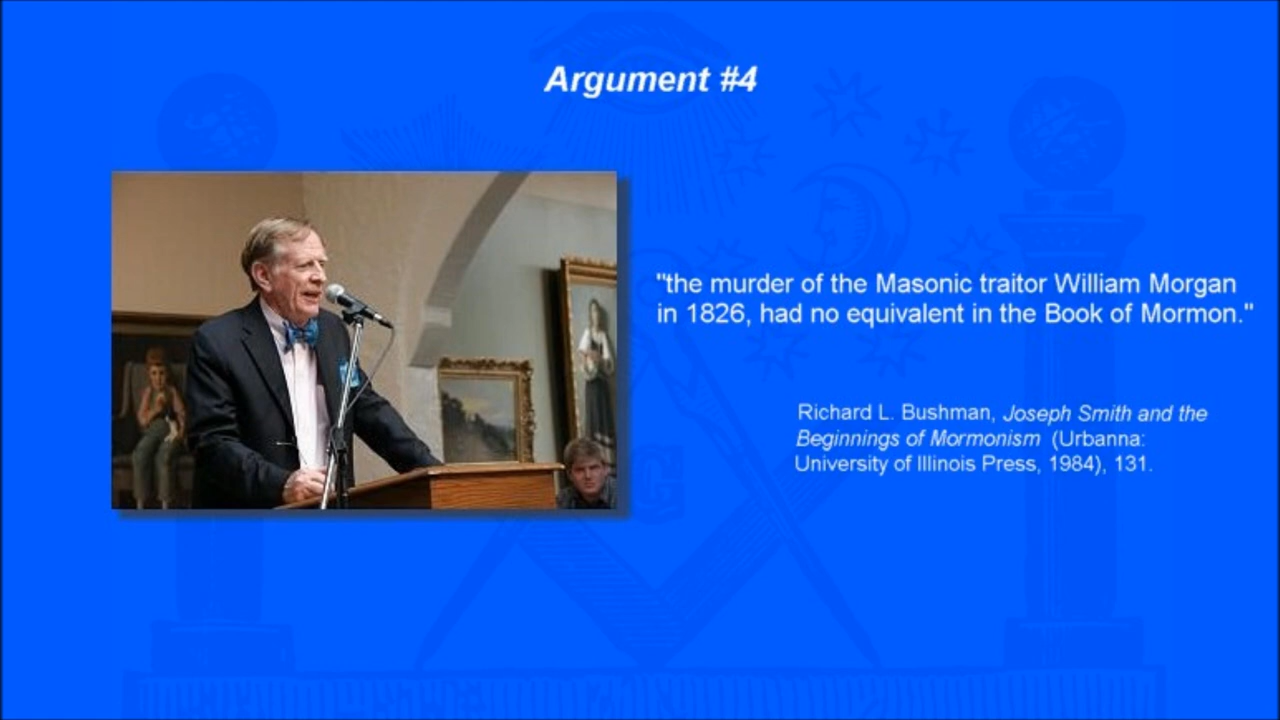 Argument #4
"the murder of the Masonic traitor William Morgan
in 1826, had no equivalent in the Book of Mormon."
Richard L. Bushman, Joseph Smith and the
Beginnings of Mormonism (Urbanna:
University of Illinois Press, 1984), 131.
G